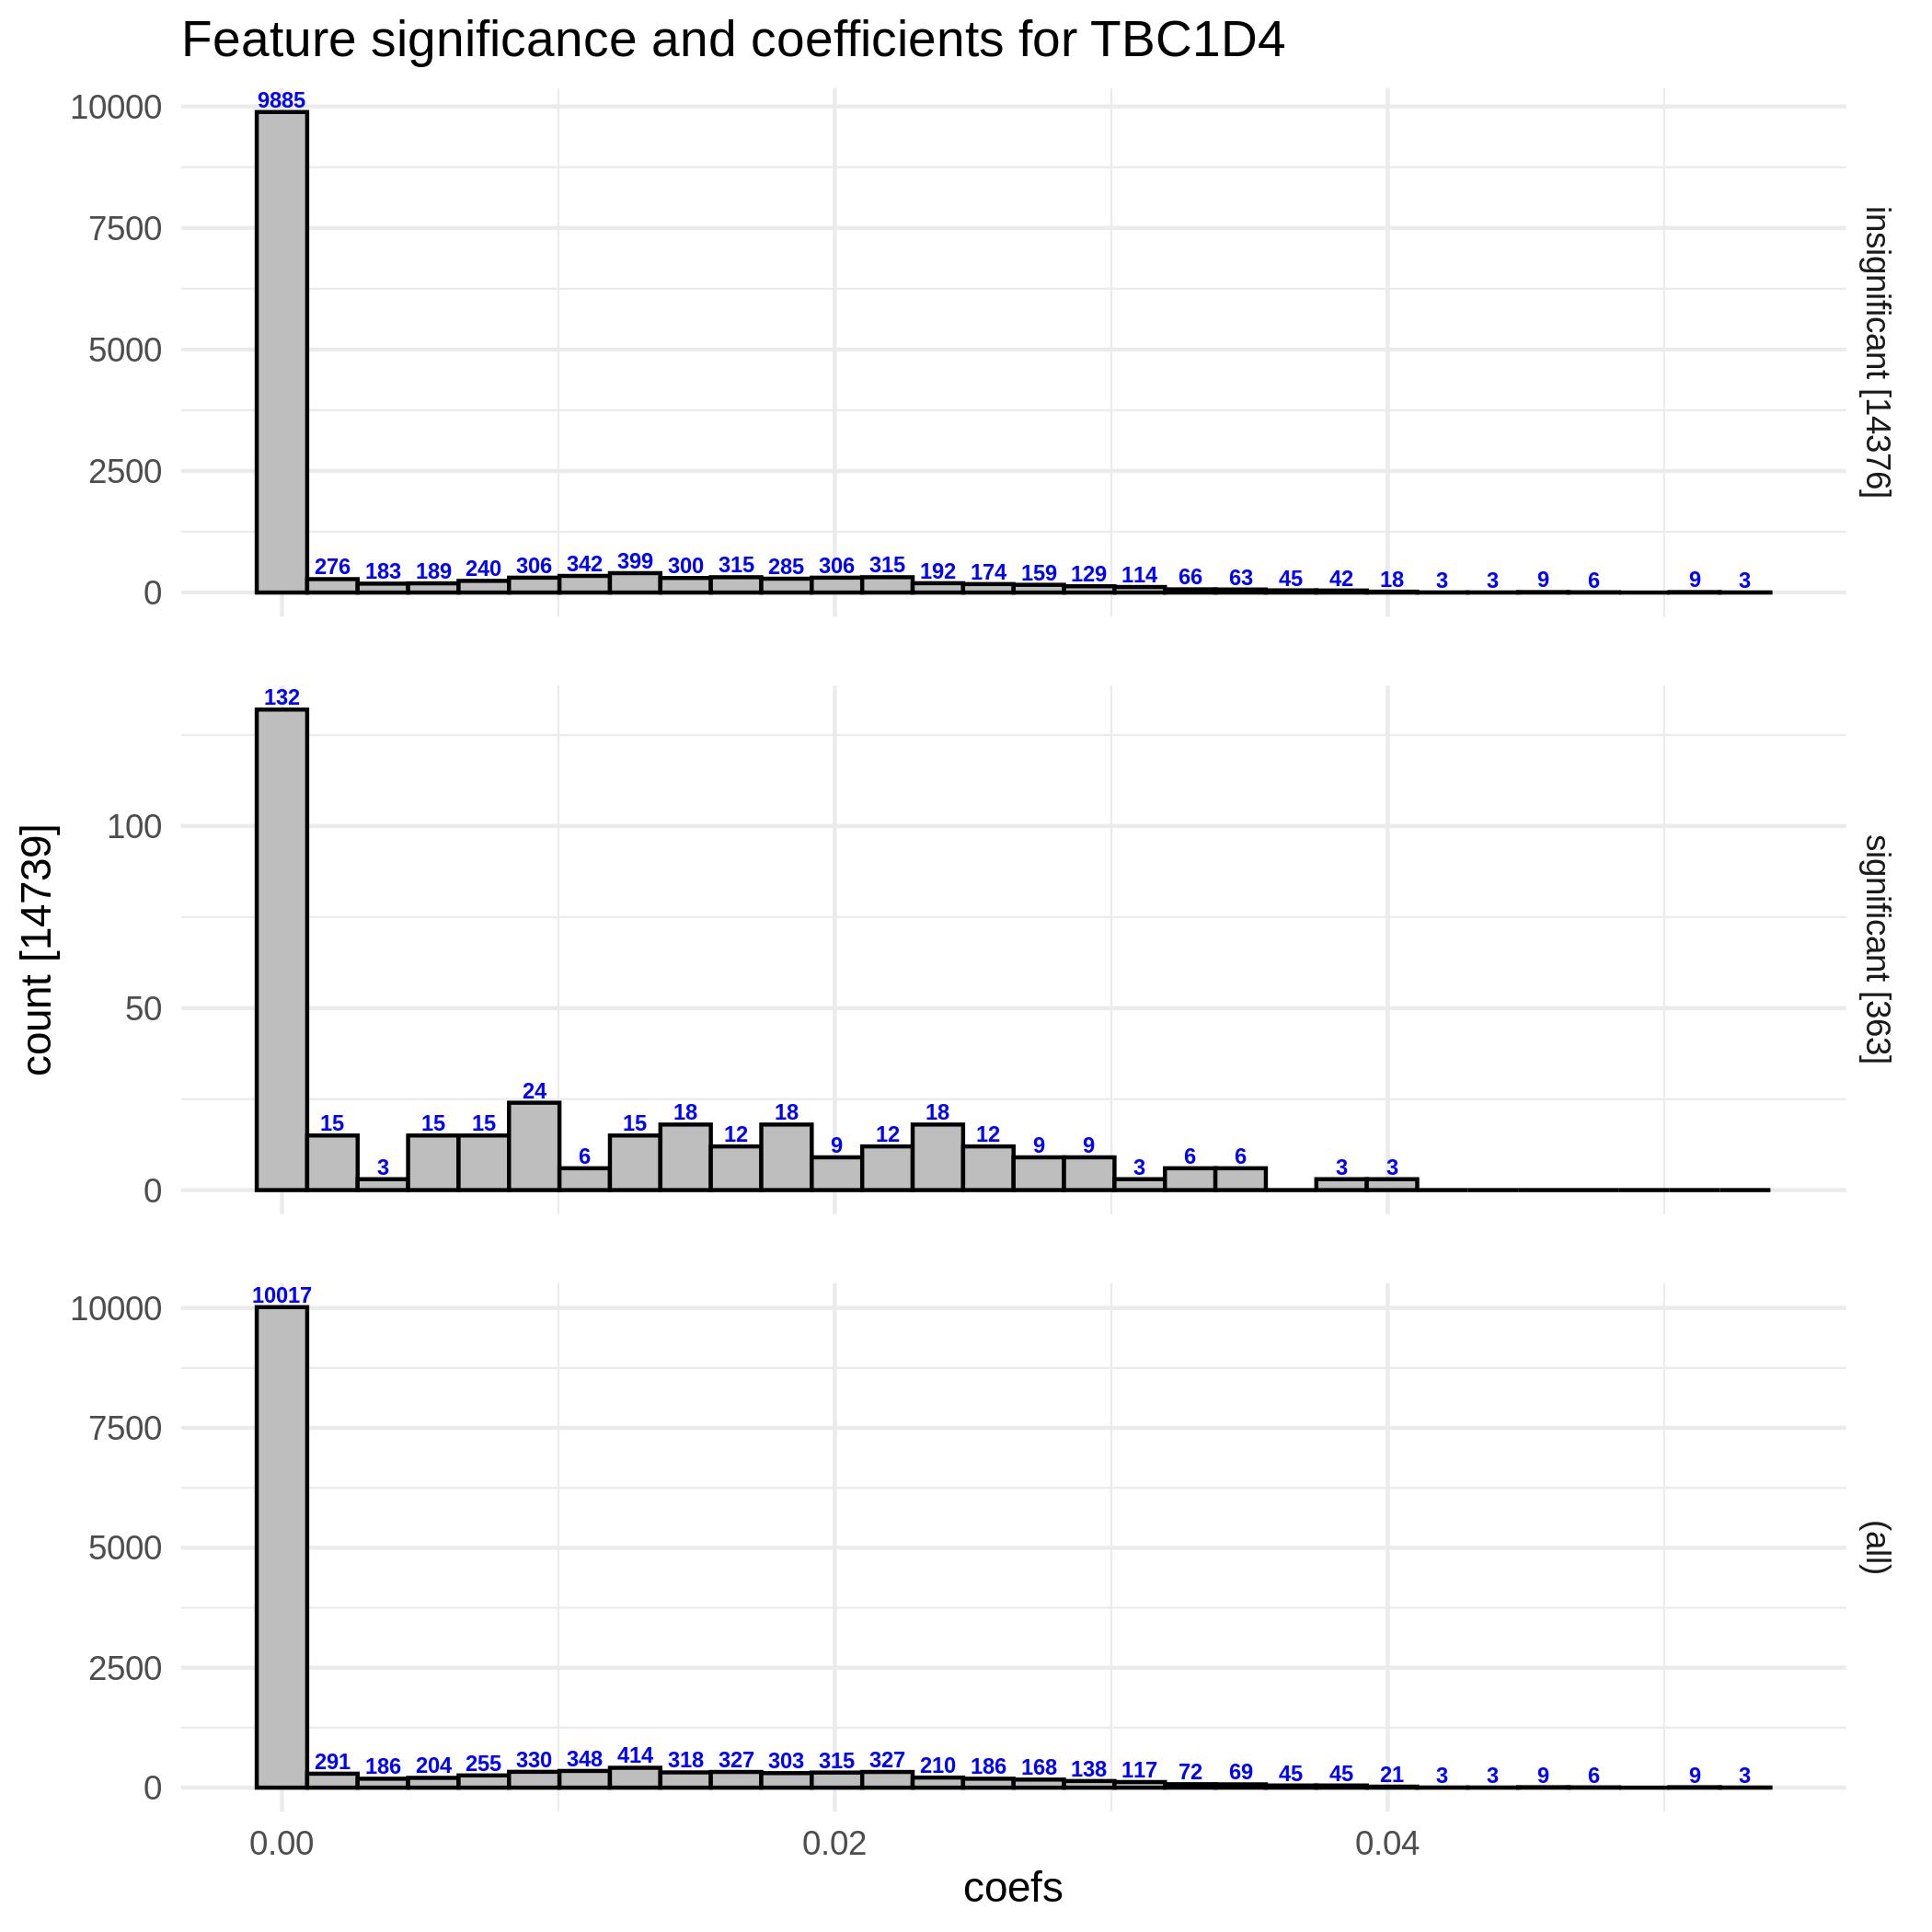 Feature significance and coefficients for TBC1D4
10000
7500
5000
2500
0
9885
276 183 189 240 306 342 399 300 315 285 306 315 192 174 159 129 114 66 63 45 42 18 3 3 9 6 9 3
insignificant [14376]
count [14739]
100
50
0
132
15 3 15 15 24 6 15 18 12 18 9 12 18 12 9 9 3 6 6 3 3
significant [363]
10000
7500
5000
2500
0
10017
291 186 204 255 330 348 414 318 327 303 315 327 210 186 168 138 117 72 69 45 45 21 3 3 9 6 9 3
(all)
0.00 0.02 0.04
coefs